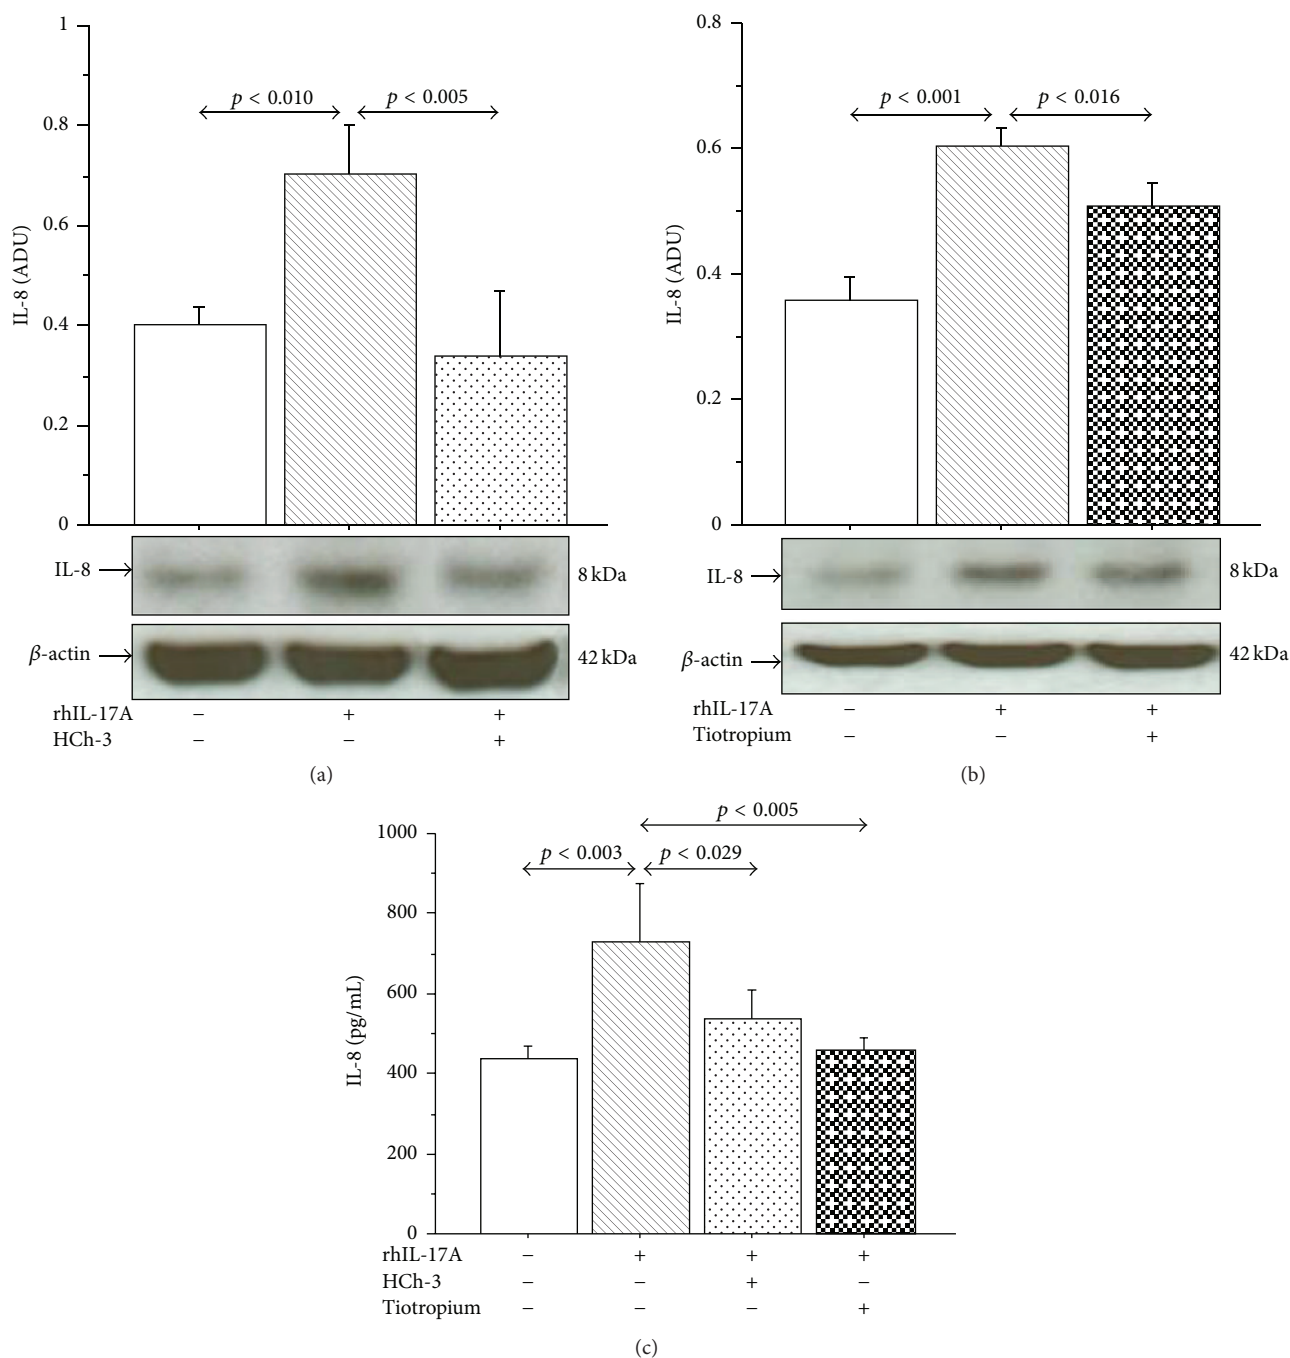 1
0.8
0.6
0.4
0.2
0
IL-8 (ADU)
p < 0.010
p < 0.005
IL-8
8 kDa
β-actin
42 kDa
rhIL-17A − + +
HCh-3 − − +
(a)
0.8
0.6
0.4
0.2
0
IL-8 (ADU)
p < 0.001
p < 0.016
IL-8
8 kDa
β-actin
42 kDa
rhIL-17A − + +
Tiotropium − − +
(b)
1000
800
600
400
200
0
IL-8 (pg/mL)
p < 0.005
p < 0.003
p < 0.029
rhIL-17A − + + +
HCh-3 − − + −
Tiotropium − − − +
(c)